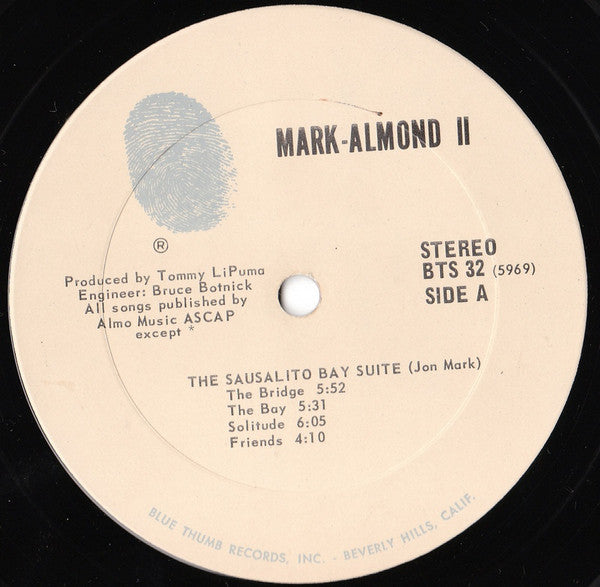 MARK-ALMOND II
®
Produced by Tommy LiPuma
Engineer: Bruce Botnick
All songs published by
Almo Music ASCAP
except *
STEREO
BTS 32 (5969)
SIDE A
THE SAUSALITO BAY SUITE (Jon Mark)
The Bridge 5:52
The Bay 5:31
Solitude 6:05
Friends 4:10
BLUE THUMB RECORDS, INC. - BEVERLY HILLS, CALIF.